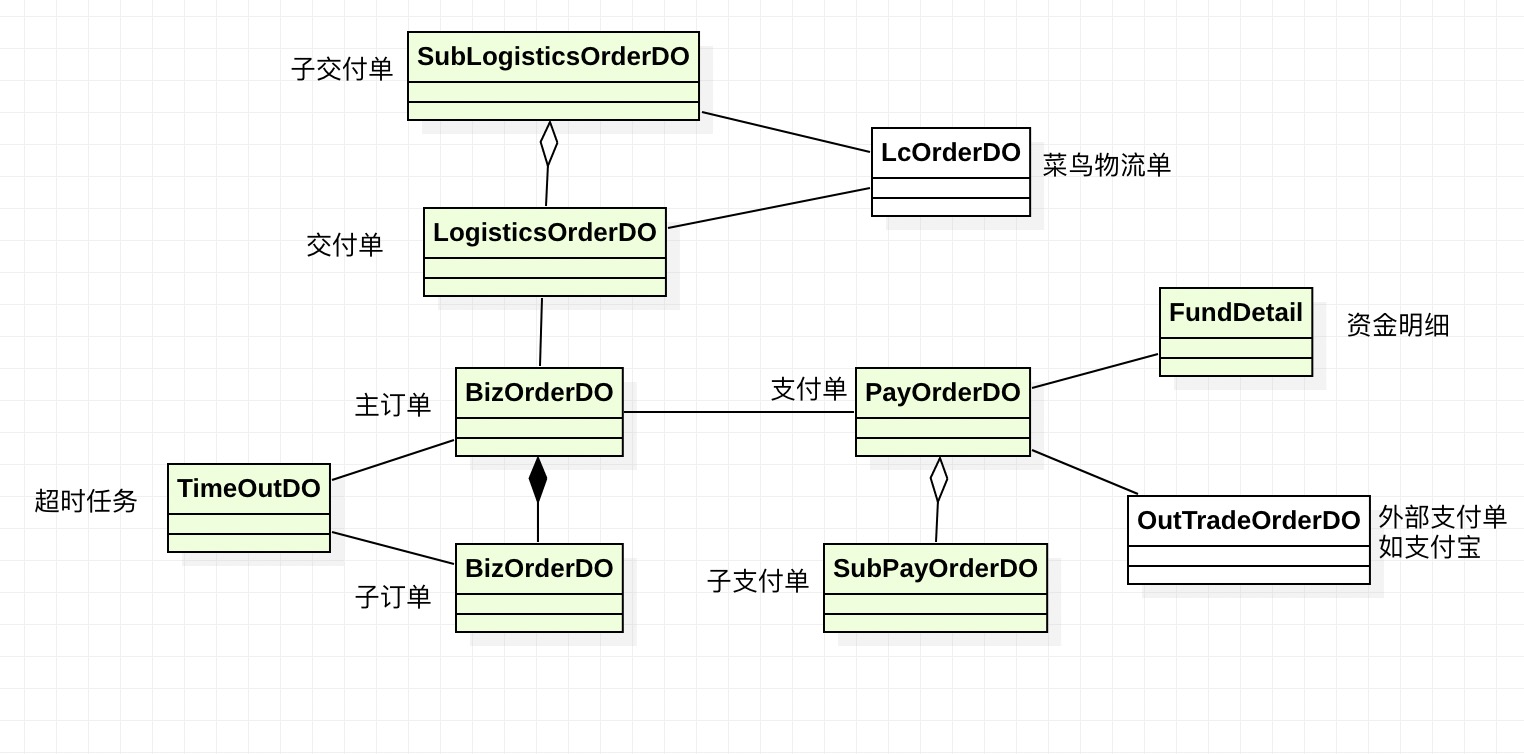 子交付单
SubLogisticsOrderDO
LcOrderDO
菜鸟物流单
交付单
LogisticsOrderDO
FundDetail
资金明细
主订单
BizOrderDO
支付单
PayOrderDO
超时任务
TimeOutDO
OutTradeOrderDO
外部支付单
如支付宝
子订单
BizOrderDO
子支付单
SubPayOrderDO